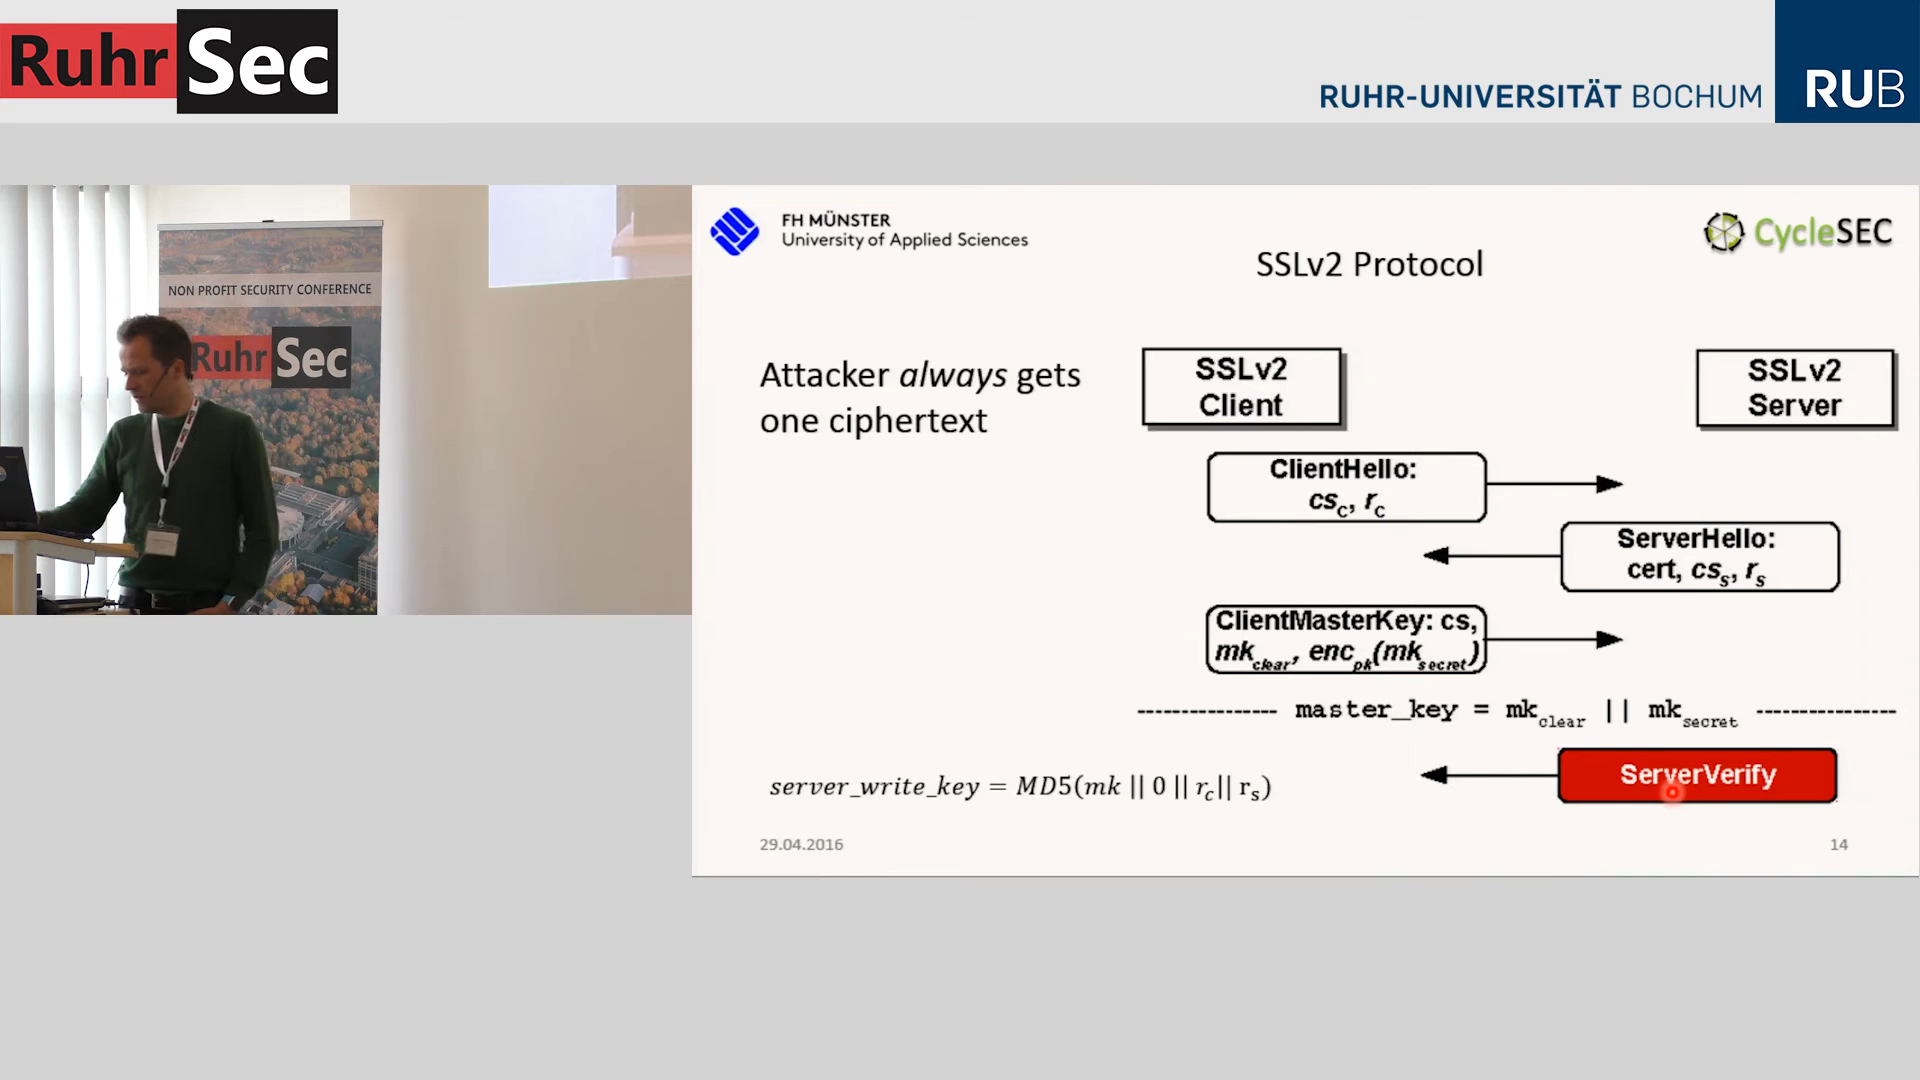 RuhrSec
RUHR-UNIVERSITÄT BOCHUM
RUB
NON PROFIT SECURITY CONFERENCE
RuhrSec
FH MÜNSTER
University of Applied Sciences
CycleSEC
SSLv2 Protocol
Attacker always gets
one ciphertext
SSLv2
Client
SSLv2
Server
ClientHello:
cs_C, r_C
ServerHello:
cert, cs_s, r_s
ClientMasterKey: cs,
mk_clear, enc_pk(mk_secret)
---------------- master_key = mk_clear || mk_secret ----------------
ServerVerify
server_write_key = MD5(mk || 0 || r_c || r_s)
29.04.2016
14